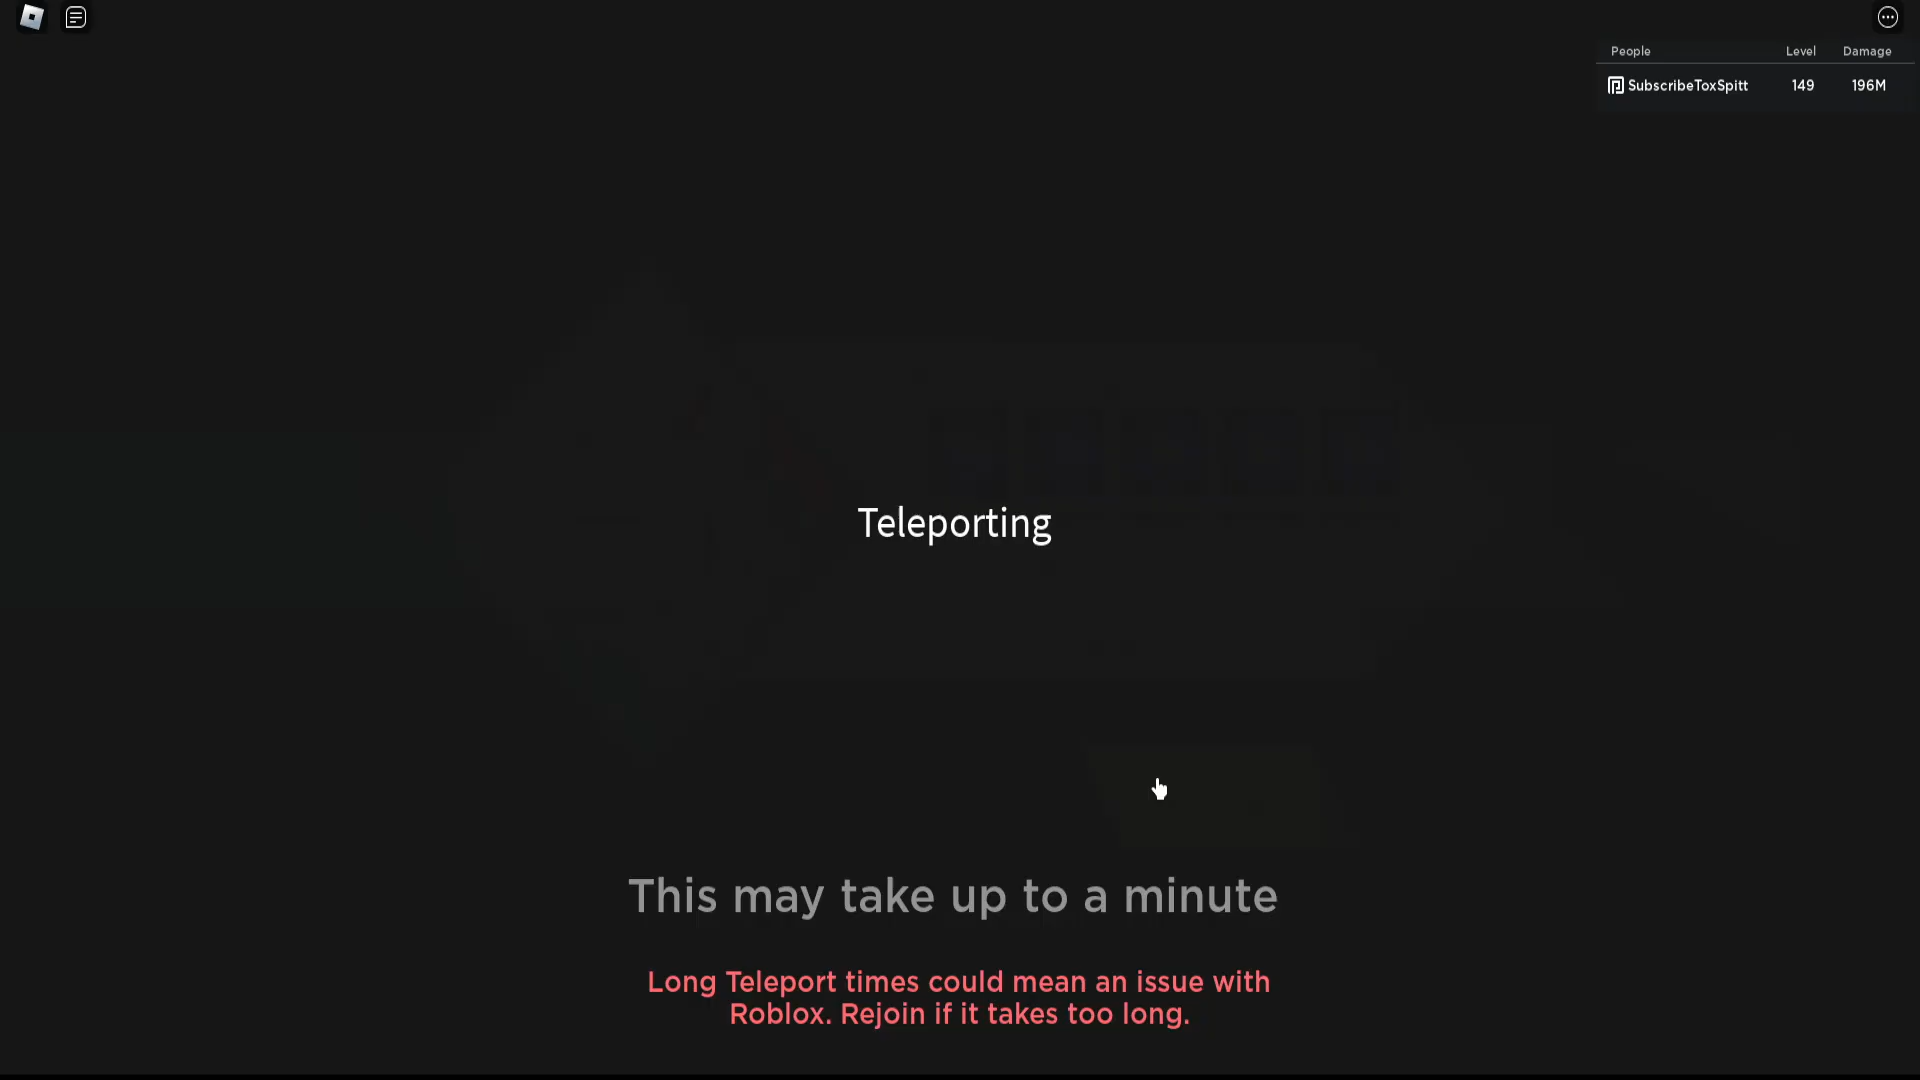 People Level Damage
SubscribeToxSpitt 149 196M
Teleporting
This may take up to a minute
Long Teleport times could mean an issue with
Roblox. Rejoin if it takes too long.